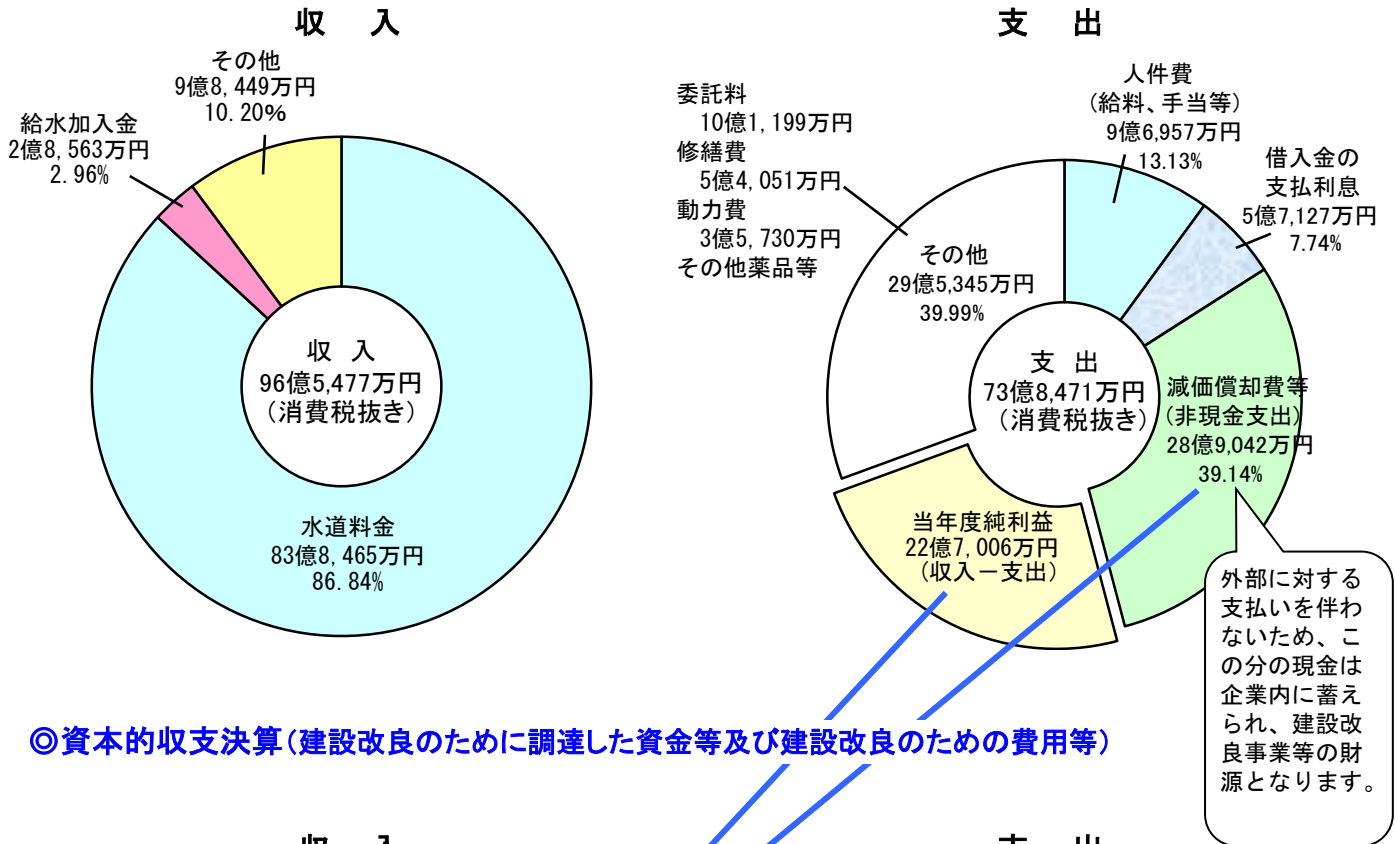 収 入
その他
9億8,449万円
10.20%
給水加入金
2億8,563万円
2.96%
収 入
96億5,477万円
(消費税抜き)
水道料金
83億8,465万円
86.84%
支 出
委託料
10億1,199万円
修繕費
5億4,051万円
動力費
3億5,730万円
その他薬品等
人件費
(給料、手当等)
9億6,957万円
13.13%
借入金の
支払利息
5億7,127万円
7.74%
その他
29億5,345万円
39.99%
支 出
73億8,471万円
(消費税抜き)
減価償却費等
(非現金支出)
28億9,042万円
39.14%
当年度純利益
22億7,006万円
(収入-支出)
外部に対する
支払いを伴わ
ないため、こ
の分の現金は
企業内に蓄え
られ、建設改
良事業等の財
源となります。
◎資本的収支決算(建設改良のために調達した資金等及び建設改良のための費用等)
収 入
支 出